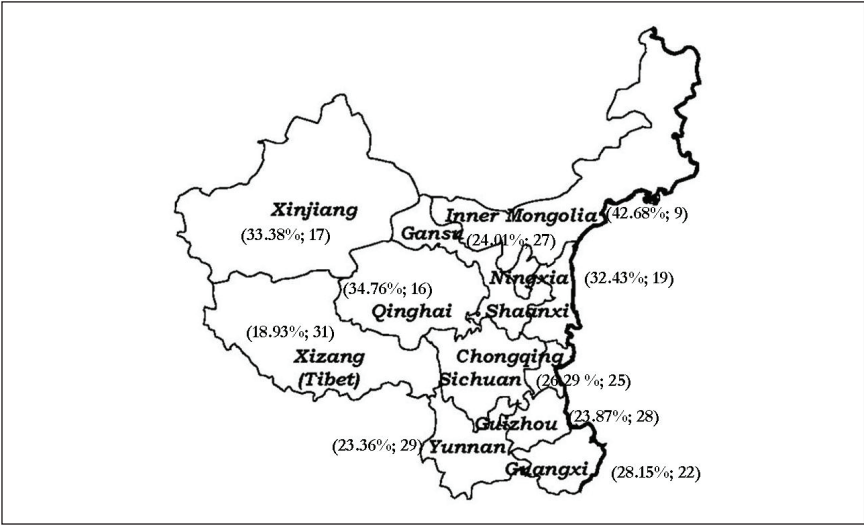 Xinjiang
(33.38%; 17)
Inner Mongolia
(42.68%; 9)
Gansu
(24.01%; 27)
Ningxia
(32.43%; 19)
(34.76%; 16)
Qinghai
Shaanxi
(18.93%; 31)
Xizang
(Tibet)
Chongqing
Sichuan
(26.29 %; 25)
Guizhou
(23.87%; 28)
(23.36%; 29)
Yunnan
Guangxi
(28.15%; 22)